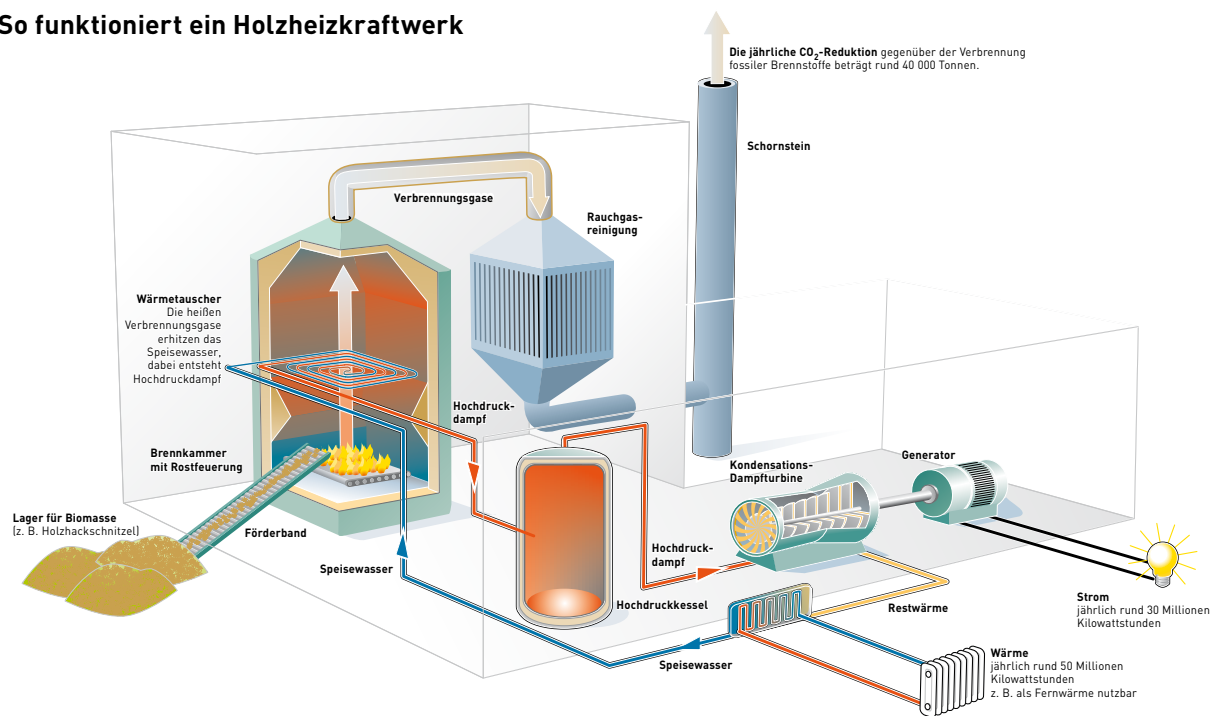 So funktioniert ein Holzheizkraftwerk
Die jährliche CO₂-Reduktion gegenüber der Verbrennung
fossiler Brennstoffe beträgt rund 40 000 Tonnen.
Schornstein
Verbrennungsgase
Rauchgas-
reinigung
Wärmetauscher
Die heißen
Verbrennungsgase
erhitzen das
Speisewasser,
dabei entsteht
Hochdruckdampf
Hochdruck-
dampf
Brennkammer
mit Rostfeuerung
Kondensations-
Dampfturbine
Generator
Lager für Biomasse
(z. B. Holzhackschnitzel)
Förderband
Speisewasser
Hochdruck-
dampf
Hochdruckkessel
Restwärme
Strom
jährlich rund 30 Millionen
Kilowattstunden
Speisewasser
Wärme
jährlich rund 50 Millionen
Kilowattstunden
z. B. als Fernwärme nutzbar